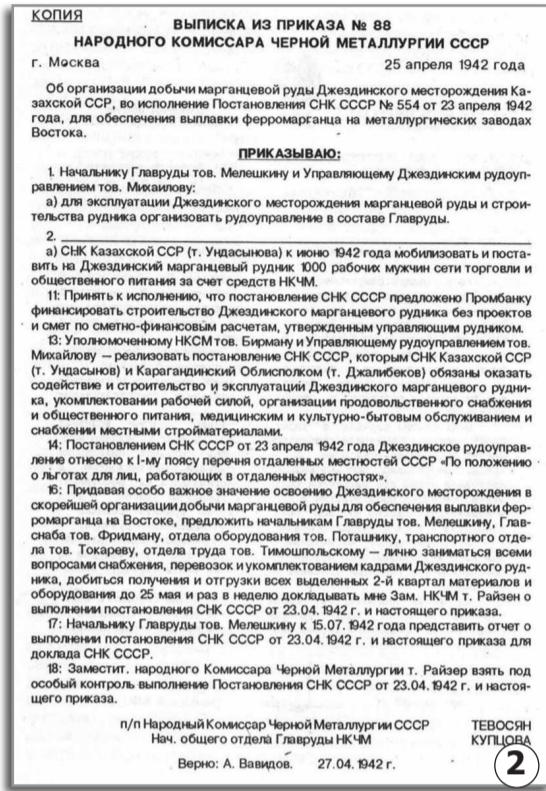 КОПИЯ
ВЫПИСКА ИЗ ПРИКАЗА № 88
НАРОДНОГО КОМИССАРА ЧЕРНОЙ МЕТАЛЛУРГИИ СССР
г. Москва 25 апреля 1942 года
Об организации добычи марганцевой руды Джездинского месторождения Ка-
захской ССР, во исполнение Постановления СНК СССР № 554 от 23 апреля 1942
года, для обеспечения выплавки ферромарганца на металлургических заводах
Востока.
ПРИКАЗЫВАЮ:
1. Начальнику Главруды тов. Мелешкину и Управляющему Джездинским рудоуп-
равлением тов. Михаилову:
а) для эксплуатации Джездинского месторождения марганцевой руды и строи-
тельства рудника организовать рудоуправление в составе Главруды.
2.
а) СНК Казахской ССР (т. Ундасынова) к июню 1942 года мобилизовать и поста-
вить на Джездинский марганцевый рудник 1000 рабочих мужчин сети торговли и
общественного питания за счет средств НКЧМ.
11: Принять к исполнению, что постановление СНК СССР предложено Промбанку
финансировать строительство Джездинского марганцевого рудника без проектов
и смет по сметно-финансовым расчетам, утвержденным управляющим рудником.
13: Уполномоченному НКСМ тов. Бирману и Управляющему рудоуправлением тов.
Михайлову — реализовать постановление СНК СССР, которым СНК Казахской ССР
(т. Ундасынов) и Карагандинский Облисполком (т. Джалибеков) обязаны оказать
содействие и строительство и эксплуатации Джездинского марганцевого рудни-
ка, укомплектовании рабочей силой, организации продовольственного снабжения
и общественного питания, медицинским и культурно-бытовым обслуживанием и
снабжении местными стройматериалами.
14: Постановлением СНК СССР от 23 апреля 1942 года Джездинское рудоуправ-
ление отнесено к I-му поясу перечня отдаленных местностей СССР «По положению
о льготах для лиц, работающих в отдаленных местностях».
16: Придавая особо важное значение освоению Джездинского месторождения в
скорейшей организации добычи марганцевой руды для обеспечения выплавки фер-
ромарганца на Востоке, предложить начальникам Главруды тов. Мелешкину, Глав-
снаба тов. Фридману, отдела оборудования тов. Поташнику, транспортного отде-
ла тов. Токареву, отдела труда тов. Тимошпольскому — лично заниматься всеми
вопросами снабжения, перевозок и укомплектованием кадрами Джездинского руд-
ника, добиться получения и отгрузки всех выделенных 2-й квартал материалов и
оборудования до 25 мая и раз в неделю докладывать мне Зам. НКЧМ т. Райзен о
выполнении постановления СНК СССР от 23.04. 1942 г. и настоящего приказа.
17: Начальнику Главруды тов. Мелешкину к 15.07. 1942 года представить отчет о
выполнении постановления СНК СССР от 23.04. 1942 г. и настоящего приказа для
доклада СНК СССР.
18: Заместит. народного Комиссара Черной Металлургии т. Райзер взять под
особый контроль выполнение Постановления СНК СССР от 23.04. 1942 г. и настоя-
щего приказа.
п/п Народный Комиссар Черной Металлургии СССР ТЕВОСЯН
Нач. общего отдела Главруды НКЧМ КУПЦОВА
Верно: А. Вавидов. 27.04. 1942 г.
2